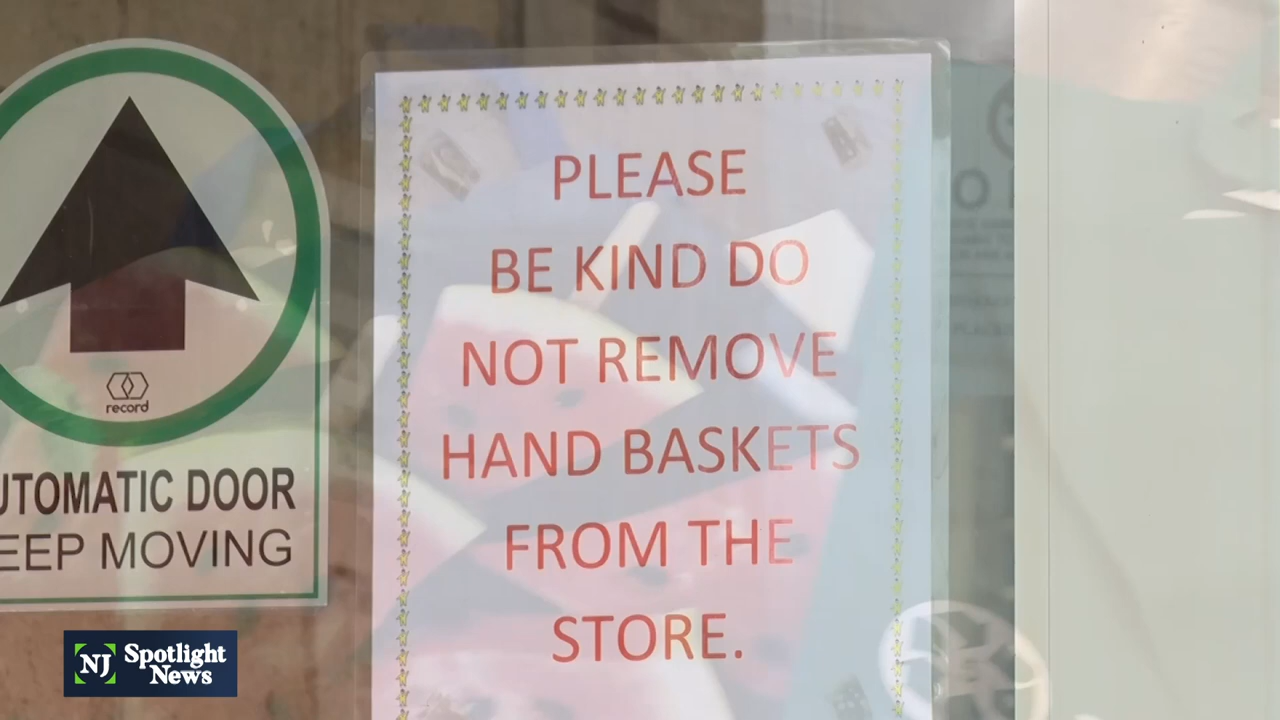 PLEASE
BE KIND DO
NOT REMOVE
HAND BASKETS
FROM THE
STORE.
record
UTOMATIC DOOR
EEP MOVING
NJ Spotlight
News